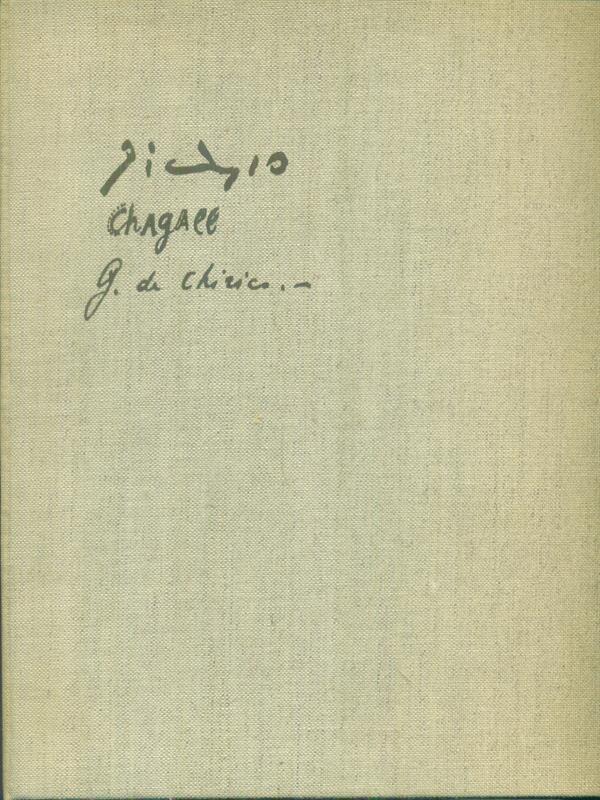 Picasso
Chagall
G. de Chirico.-